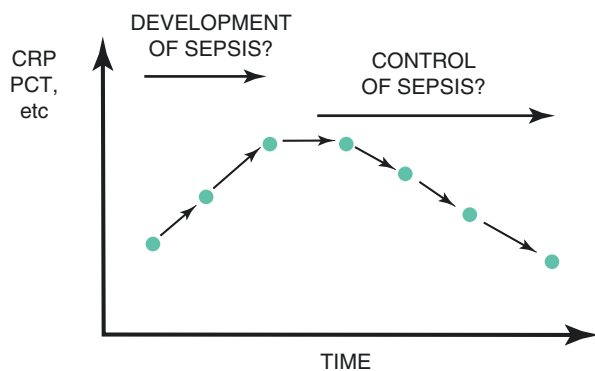 DEVELOPMENT
OF SEPSIS?
CRP
PCT,
etc
CONTROL
OF SEPSIS?
TIME